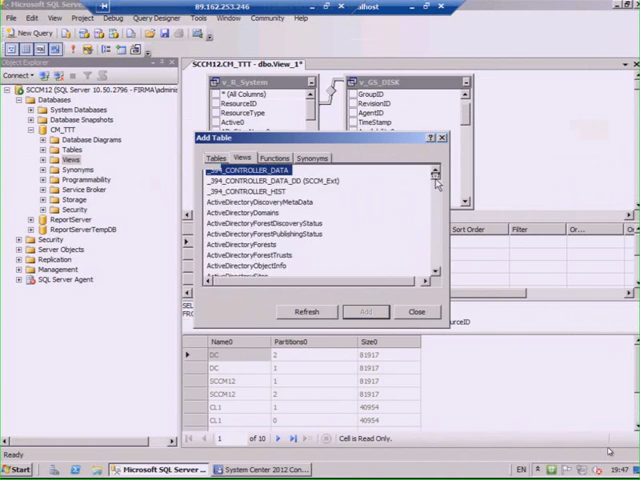 Microsoft SQL Server
89.162.253.246
alhost
File Edit View Project Debug Query Designer Tools Window Community Help
New Query
Object Explorer
Connect
SCCM12 (SQL Server 10.50.2796 - FIRMA\adminis
Databases
System Databases
Database Snapshots
CM_TTT
Database Diagrams
Tables
Views
Synonyms
Programmability
Service Broker
Storage
Security
ReportServer
ReportServerTempDB
Security
Server Objects
Replication
Management
SQL Server Agent
SCCM12.CM_TTT - dbo.View_1*
v_R_System
* (All Columns)
ResourceID
ResourceType
Active0
v_GS_DISK
GroupID
RevisionID
AgentID
TimeStamp
Add Table
Tables Views Functions Synonyms
_394_CONTROLLER_DATA
_394_CONTROLLER_DATA_DD (SCCM_Ext)
_394_CONTROLLER_HIST
ActiveDirectoryDiscoveryMetaData
ActiveDirectoryDomains
ActiveDirectoryForestDiscoveryStatus
ActiveDirectoryForestPublishingStatus
ActiveDirectoryForests
ActiveDirectoryForestTrusts
ActiveDirectoryObjectInfo
Refresh Add Close
Sort Order Filter Or... Or
SEL
FRO
urceID
Name0 Partitions0 Size0
DC 2 81917
DC 1 81917
SCCM12 1 81917
SCCM12 2 81917
CL1 1 40954
CL1 0 40954
1 of 10 Cell is Read Only.
Ready
Start Microsoft SQL Server ... System Center 2012 Con... EN 19:47